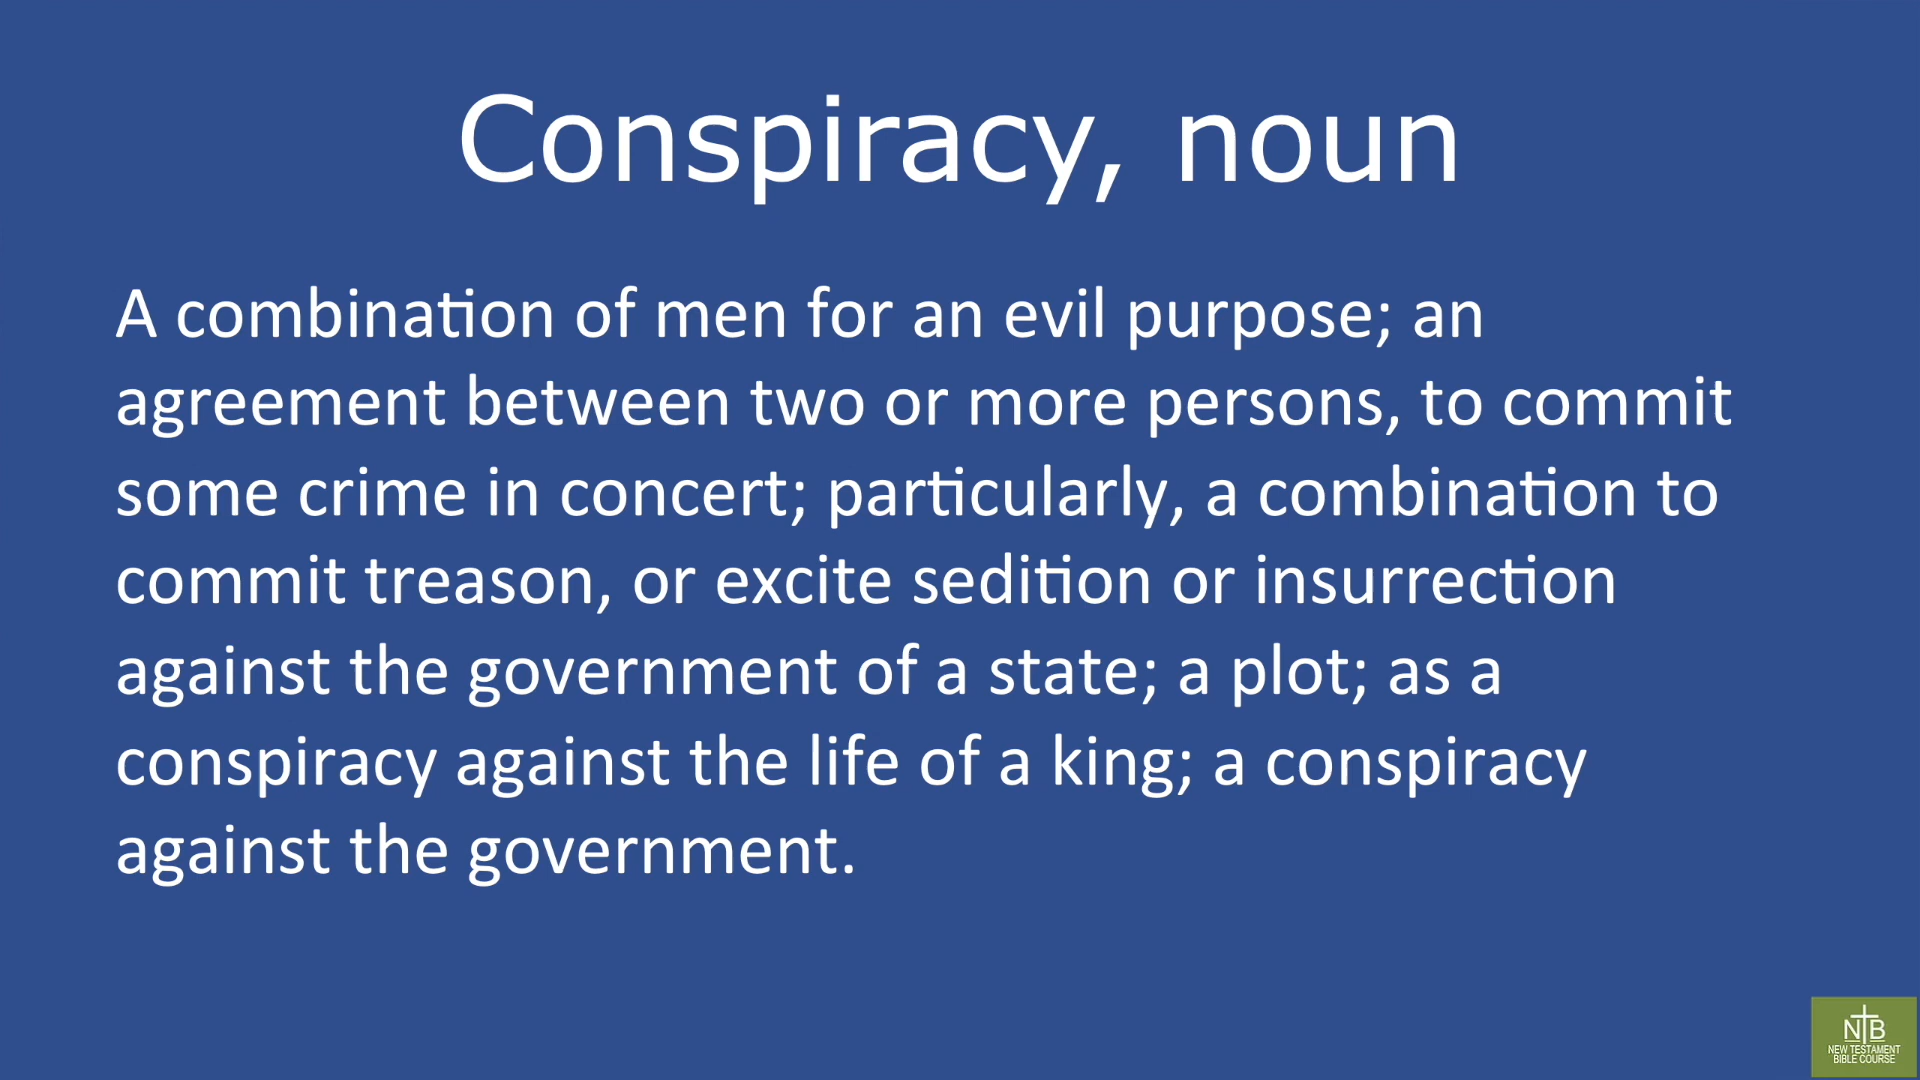 Conspiracy, noun
A combination of men for an evil purpose; an
agreement between two or more persons, to commit
some crime in concert; particularly, a combination to
commit treason, or excite sedition or insurrection
against the government of a state; a plot; as a
conspiracy against the life of a king; a conspiracy
against the government.
NTB
NEW TESTAMENT
BIBLE COURSE